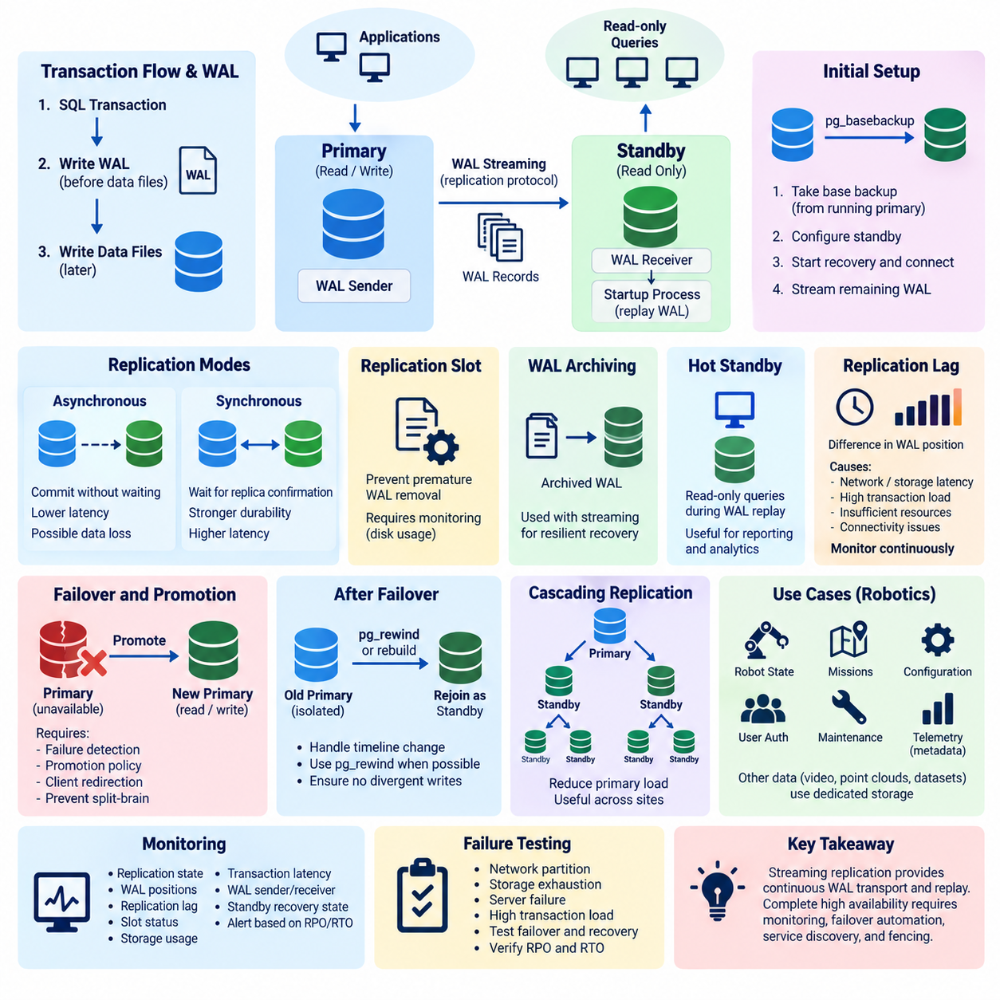 Applications
Read-only
Queries
Transaction Flow & WAL
1. SQL Transaction
2. Write WAL
(before data files)
WAL
3. Write Data Files
(later)
Primary
(Read / Write)
WAL Sender
WAL Streaming
(replication protocol)
WAL Records
Standby
(Read Only)
WAL Receiver
Startup Process
(replay WAL)
Initial Setup
pg_basebackup
1. Take base backup
(from running primary)
2. Configure standby
3. Start recovery and connect
4. Stream remaining WAL
Replication Modes
Asynchronous
Commit without waiting
Lower latency
Possible data loss
Synchronous
Wait for replica confirmation
Stronger durability
Higher latency
Replication Slot
Prevent premature
WAL removal
Requires monitoring
(disk usage)
WAL Archiving
Archived WAL
Used with streaming
for resilient recovery
Hot Standby
Read-only queries
during WAL replay
Useful for reporting
and analytics
Replication Lag
Difference in WAL position
Causes:
- Network / storage latency
- High transaction load
- Insufficient resources
- Connectivity issues
Monitor continuously
Failover and Promotion
Promote
Primary
(unavailable)
New Primary
(read / write)
Requires:
- Failure detection
- Promotion policy
- Client redirection
- Prevent split-brain
After Failover
pg_rewind
or rebuild
Old Primary
(isolated)
Rejoin as
Standby
• Handle timeline change
• Use pg_rewind when possible
• Ensure no divergent writes
Cascading Replication
Primary
Standby
Standby
Standby
Standby
Standby
Standby
Reduce primary load
Useful across sites
Use Cases (Robotics)
Robot State
Missions
Configuration
User Auth
Maintenance
Telemetry
(metadata)
Other data (video, point clouds, datasets)
use dedicated storage
Monitoring
• Replication state
• WAL positions
• Replication lag
• Slot status
• Storage usage
• Transaction latency
• WAL sender/receiver
• Standby recovery state
• Alert based on RPO/RTO
Failure Testing
• Network partition
• Storage exhaustion
• Server failure
• High transaction load
• Test failover and recovery
• Verify RPO and RTO
Key Takeaway
Streaming replication provides
continuous WAL transport and replay.
Complete high availability requires
monitoring, failover automation,
service discovery, and fencing.